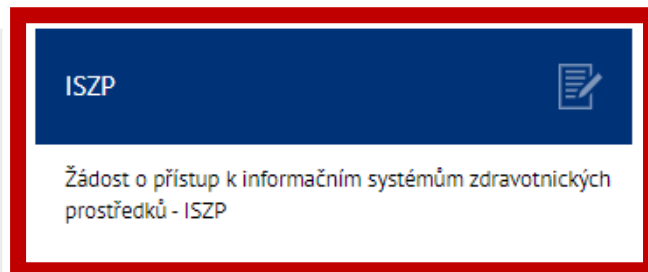 ISZP
Žádost o přístup k informačním systémům zdravotnických
prostředků - ISZP